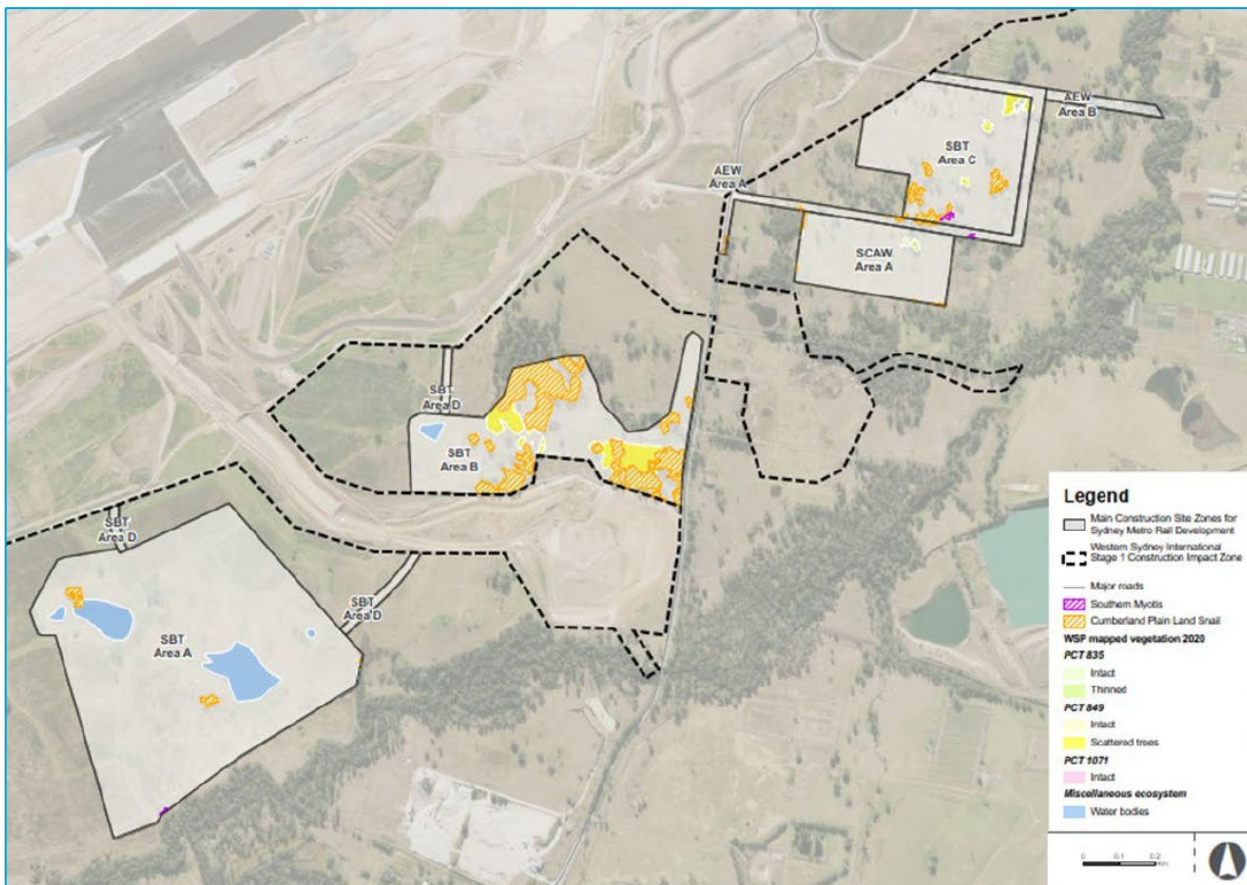 AEW
Area B
SBT
Area C
AEW
Area A
SCAW
Area A
SBT
Area D
SBT
Area B
SBT
Area D
SBT
Area D
SBT
Area A
Legend
Main Construction Site Zones for
Sydney Metro Rail Development
Western Sydney International
Stage 1 Construction Impact Zone
Major roads
Southern Myotis
Cumberland Plain Land Snail
WSP mapped vegetation 2020
PCT 835
Intact
Thinned
PCT 849
Intact
Scattered trees
PCT 1071
Intact
Miscellaneous ecosystem
Water bodies
0 0.1 0.2